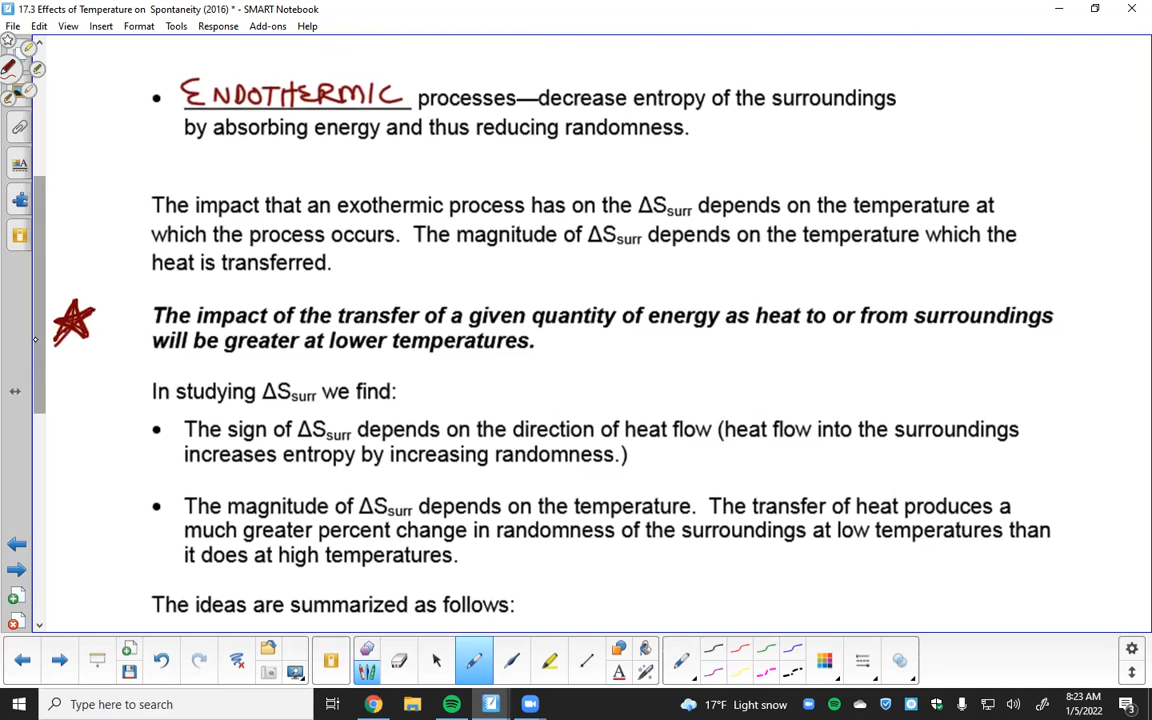 17.3 Effects of Temperature on Spontaneity (2016) * - SMART Notebook
File Edit View Insert Format Tools Response Add-ons Help
• ENDOTHERMIC processes—decrease entropy of the surroundings
by absorbing energy and thus reducing randomness.
The impact that an exothermic process has on the ΔSsurr depends on the temperature at
which the process occurs. The magnitude of ΔSsurr depends on the temperature which the
heat is transferred.
The impact of the transfer of a given quantity of energy as heat to or from surroundings
will be greater at lower temperatures.
In studying ΔSsurr we find:
• The sign of ΔSsurr depends on the direction of heat flow (heat flow into the surroundings
increases entropy by increasing randomness.)
• The magnitude of ΔSsurr depends on the temperature. The transfer of heat produces a
much greater percent change in randomness of the surroundings at low temperatures than
it does at high temperatures.
The ideas are summarized as follows:
Type here to search
17°F Light snow
8:23 AM
1/5/2022
3